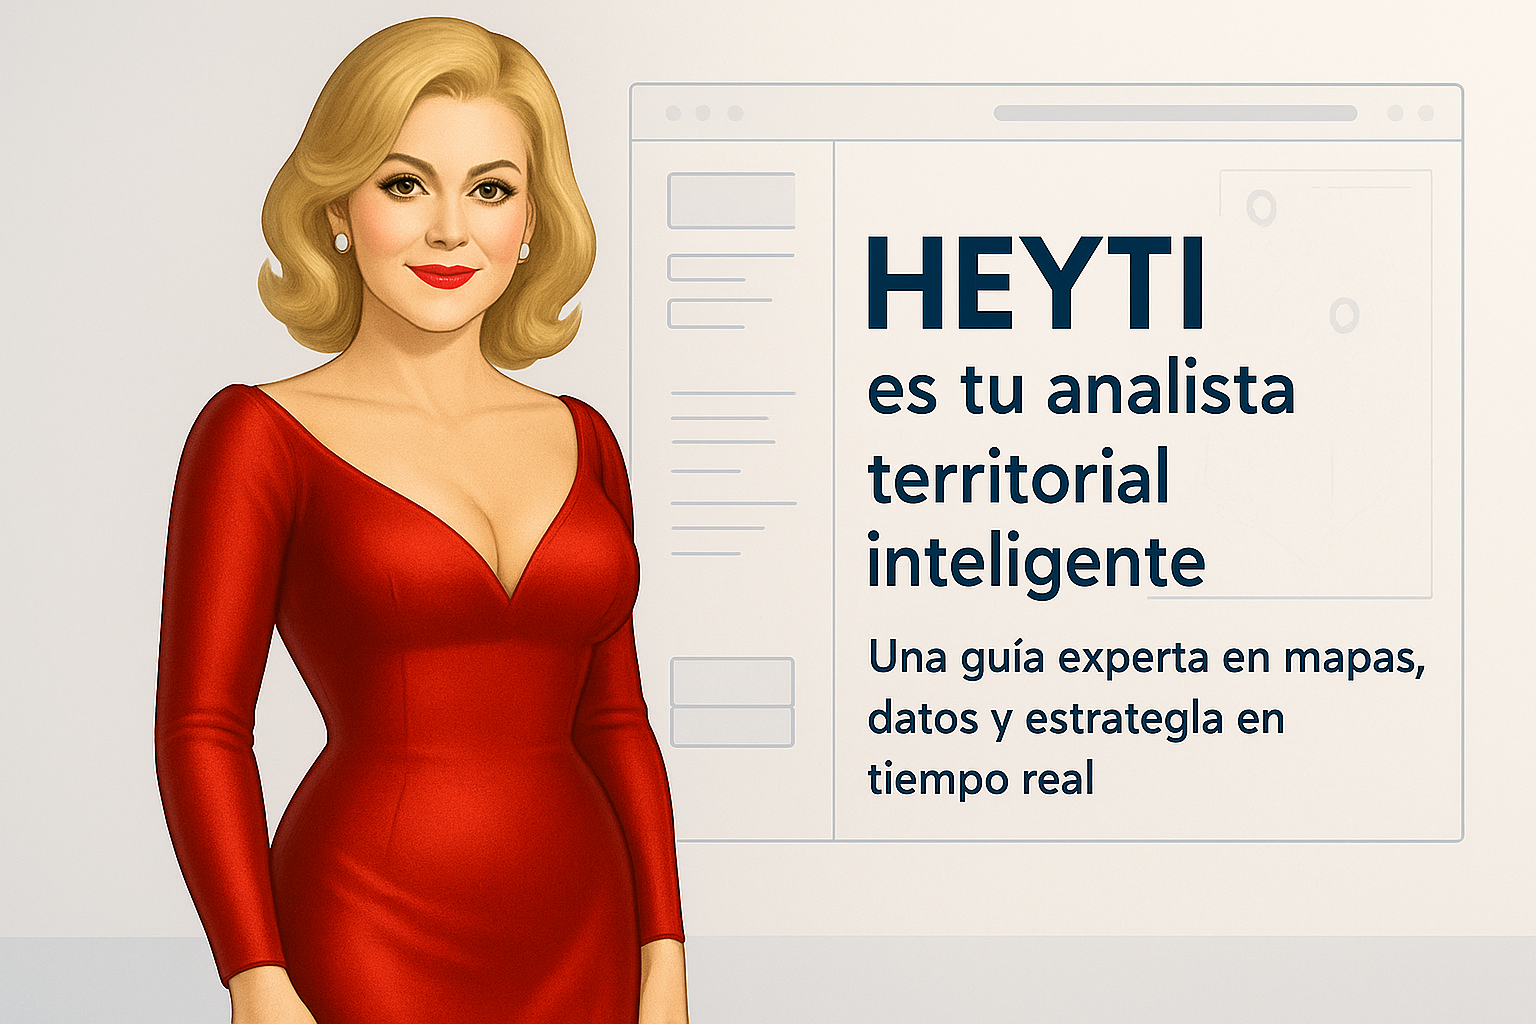 HEYTI
es tu analista
territorial
inteligente
Una guía experta en mapas,
datos y estrategla en
tiempo real